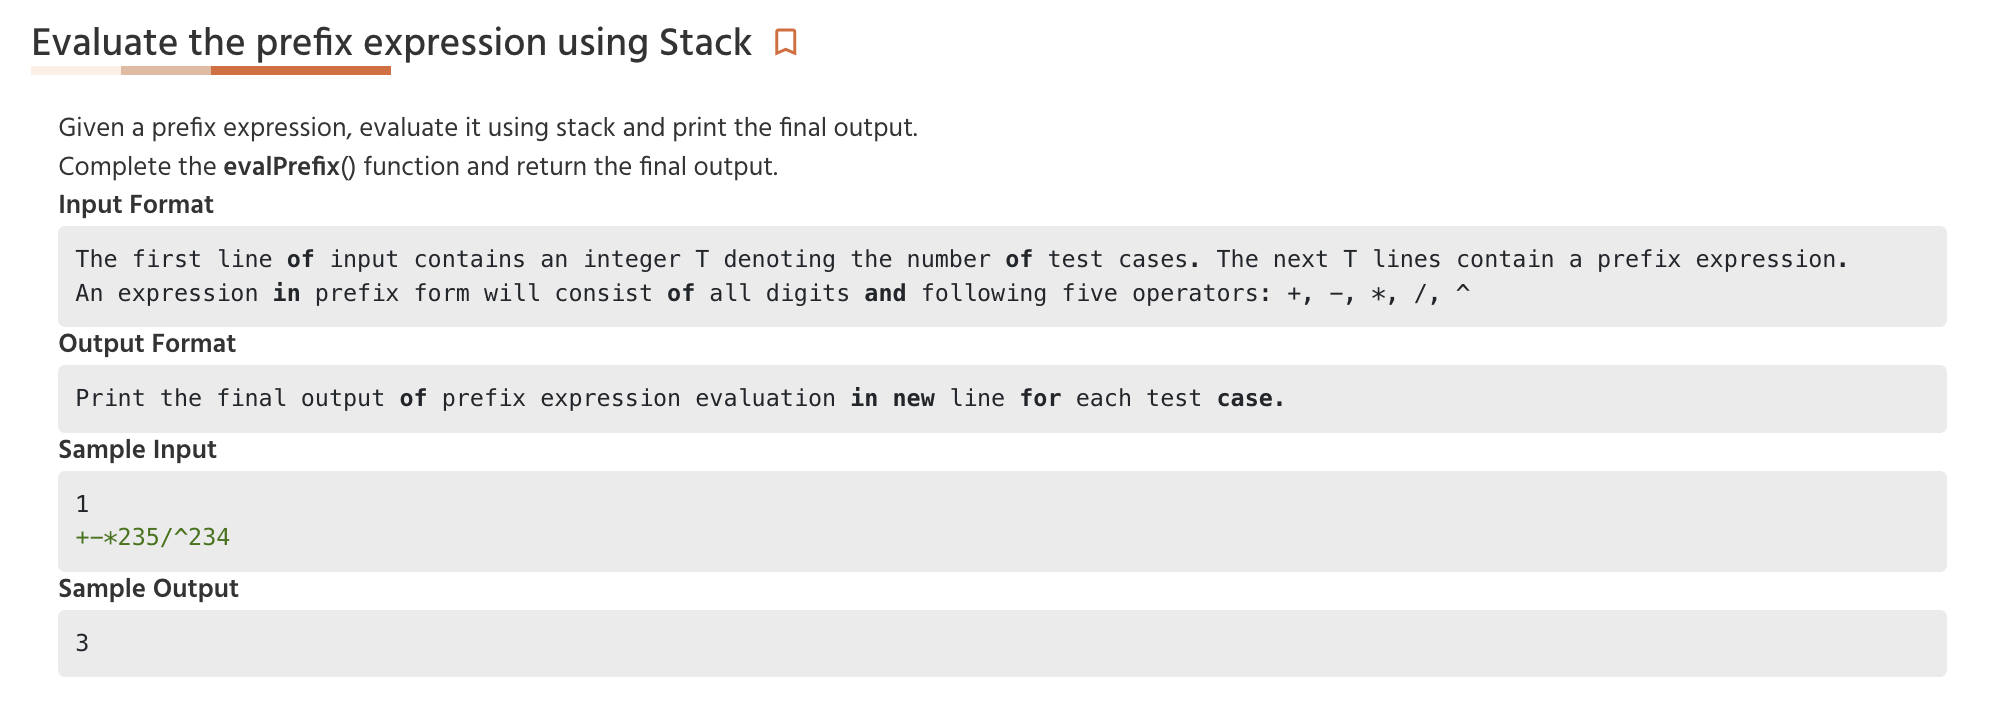 Evaluate the prefix expression using Stack
Given a prefix expression, evaluate it using stack and print the final output.
Complete the evalPrefix() function and return the final output.
Input Format
The first line of input contains an integer T denoting the number of test cases. The next T lines contain a prefix expression.
An expression in prefix form will consist of all digits and following five operators: +, −, *, /, ^
Output Format
Print the final output of prefix expression evaluation in new line for each test case.
Sample Input
1
+−*235/^234
Sample Output
3